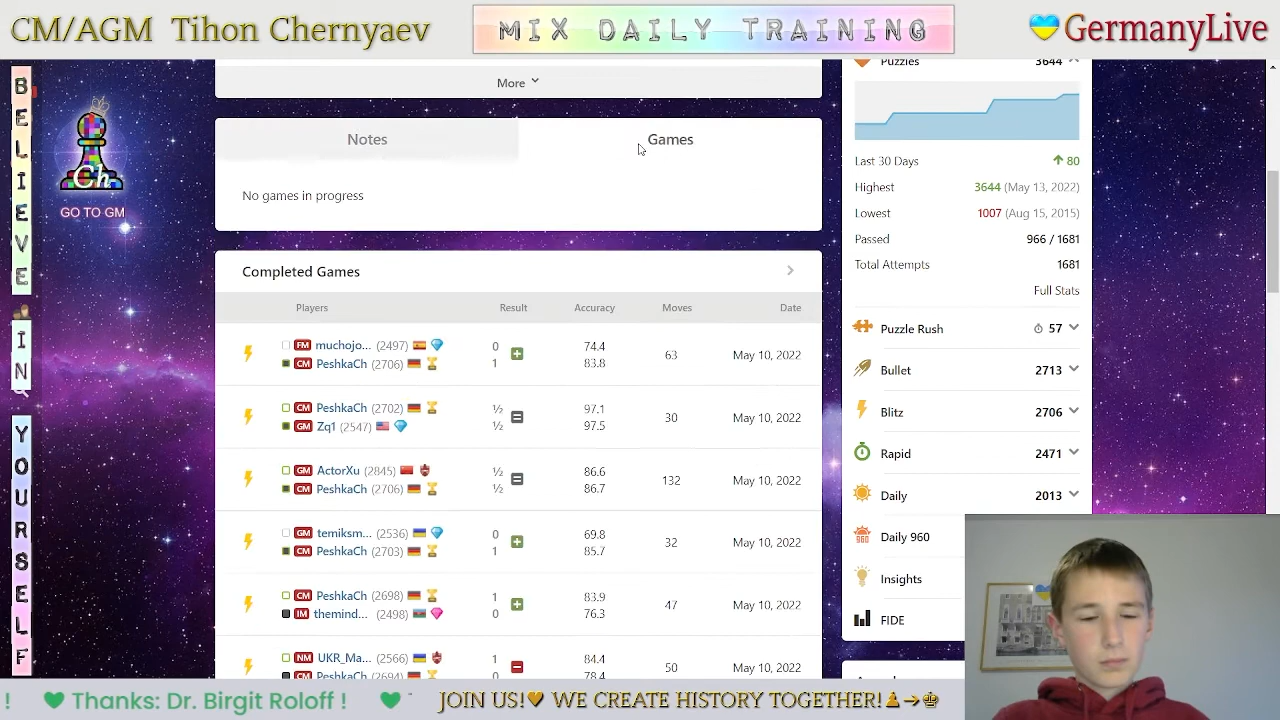 CM/AGM Tihon Chernyaev
MIX DAILY TRAINING
GermanyLive
BELIEVE IN YOURSELF
Ch
GO TO GM
More
Notes
Games
No games in progress
Completed Games
Players Result Accuracy Moves Date
FM muchojo... (2497) 0 74.4
CM PeshkaCh (2706) 1 83.8
63 May 10, 2022
CM PeshkaCh (2702) ½ 97.1
GM Zq1 (2547) ½ 97.5
30 May 10, 2022
GM ActorXu (2845) ½ 86.6
CM PeshkaCh (2706) ½ 86.7
132 May 10, 2022
GM temiksm... (2536) 0 69.8
CM PeshkaCh (2703) 1 85.7
32 May 10, 2022
CM PeshkaCh (2698) 1 83.9
IM themind... (2498) 0 76.3
47 May 10, 2022
NM UKR_Ma... (2566) 1 84.4
CM PeshkaCh (2694) 0
50 May 10, 2022
Puzzles 3644
Last 30 Days 80
Highest 3644 (May 13, 2022)
Lowest 1007 (Aug 15, 2015)
Passed 966 / 1681
Total Attempts 1681
Full Stats
Puzzle Rush 57
Bullet 2713
Blitz 2706
Rapid 2471
Daily 2013
960 Daily 960
Insights
FIDE
! Thanks: Dr. Birgit Roloff !
JOIN US! WE CREATE HISTORY TOGETHER!